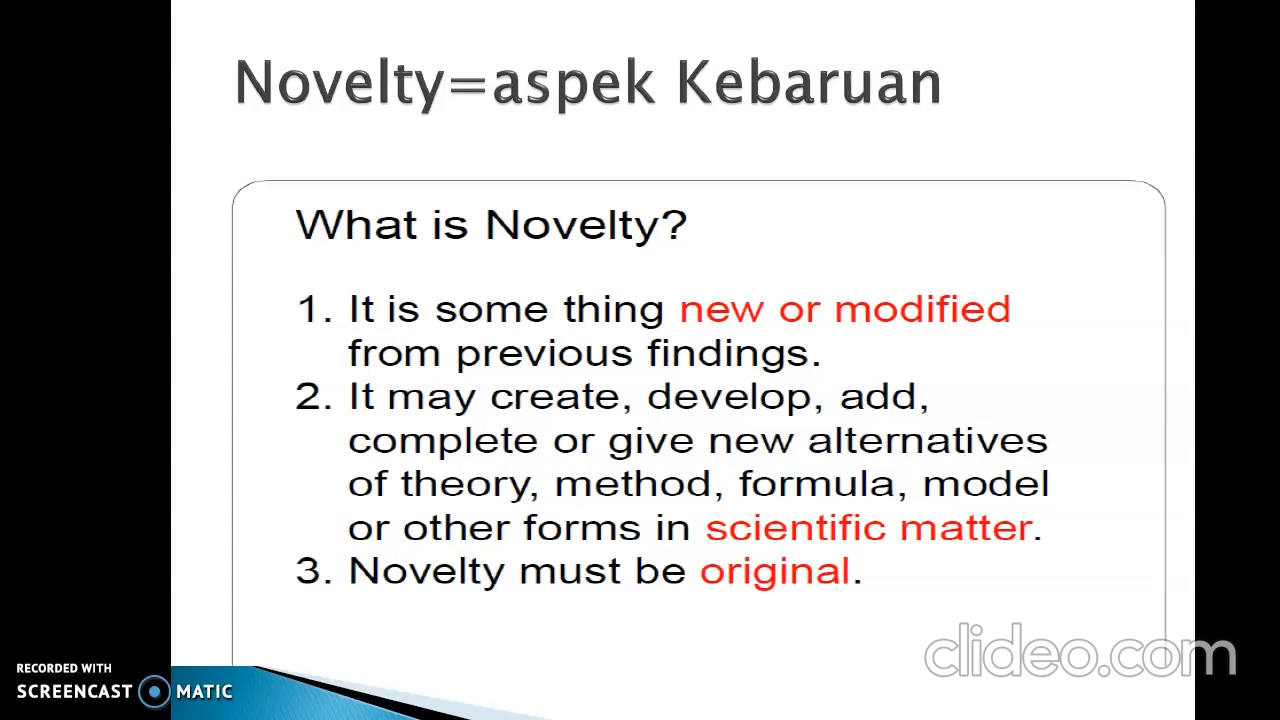 Novelty=aspek Kebaruan
What is Novelty?
1. It is some thing new or modified
from previous findings.
2. It may create, develop, add,
complete or give new alternatives
of theory, method, formula, model
or other forms in scientific matter.
3. Novelty must be original.
clideo.com
RECORDED WITH
SCREENCAST MATIC